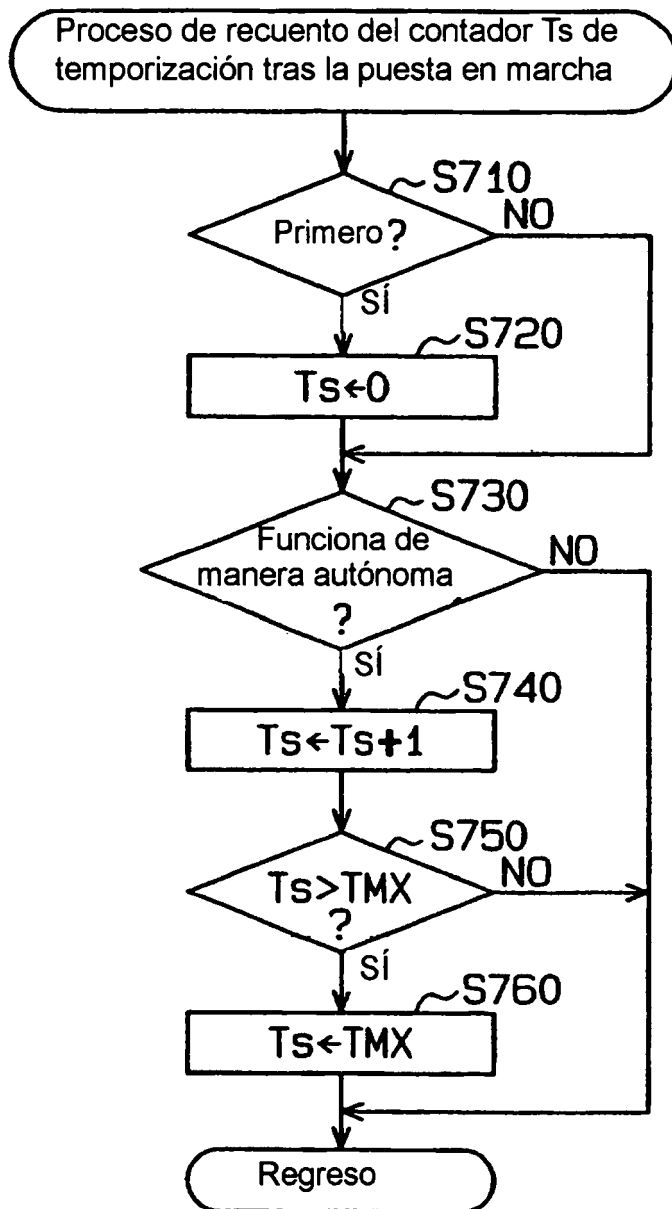 Proceso de recuento del contador Ts de
temporización tras la puesta en marcha
S710
Primero?
NO
SÍ
S720
Ts←0
S730
Funciona de
manera autónoma
?
NO
SÍ
S740
Ts←Ts+1
S750
Ts>TMX
?
NO
SÍ
S760
Ts←TMX
Regreso